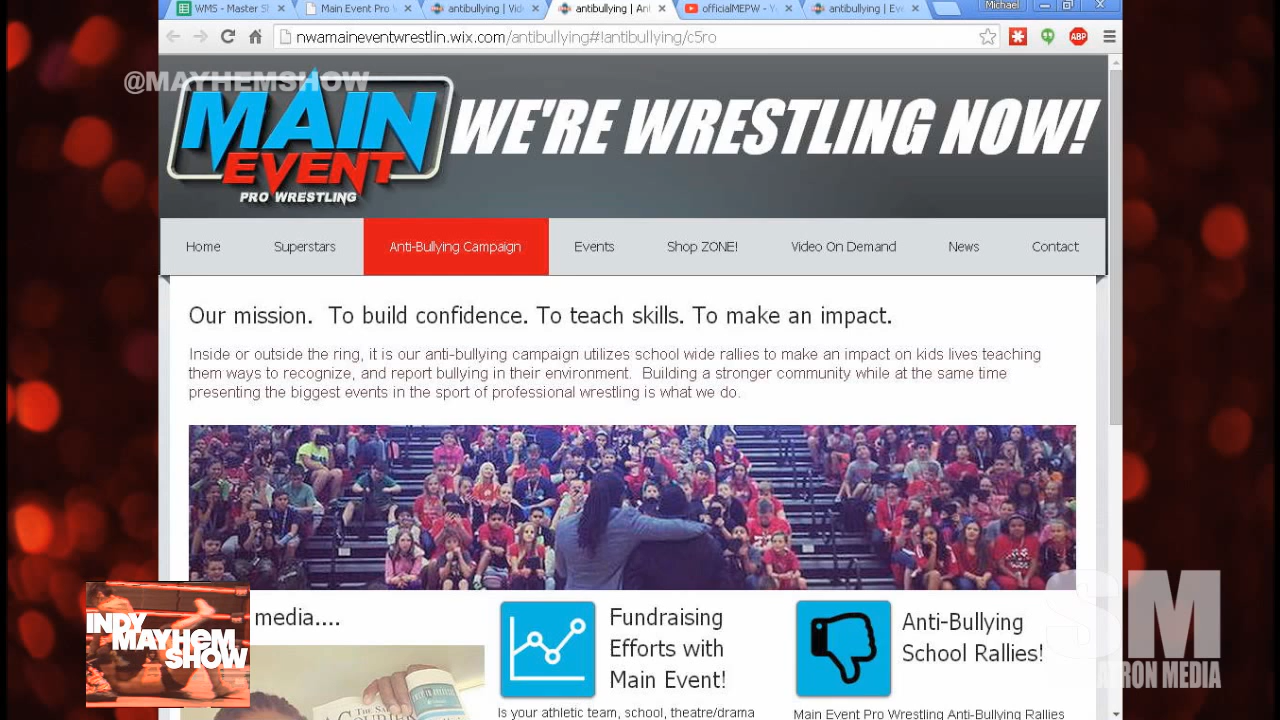 WMS - Master S
Main Event Pro
antibullying | Vid
antibullying | An
officialMEPW - Y
antibullying | Ev
Michael
nwamaineventwrestlin.wix.com/antibullying#!antibullying/c5ro
ABP
@MAYHEMSHOW
MAIN
EVENT
PRO WRESTLING
WE'RE WRESTLING NOW!
Home
Superstars
Anti-Bullying Campaign
Events
Shop ZONE!
Video On Demand
News
Contact
Our mission.  To build confidence. To teach skills. To make an impact.
Inside or outside the ring, it is our anti-bullying campaign utilizes school wide rallies to make an impact on kids lives teaching
them ways to recognize, and report bullying in their environment.  Building a stronger community while at the same time
presenting the biggest events in the sport of professional wrestling is what we do.
media....
Fundraising
Efforts with
Main Event!
Is your athletic team, school, theatre/drama
Anti-Bullying
School Rallies!
Main Event Pro Wrestling Anti-Bullying Rallies
INDY
MAYHEM
SHOW
SM
ATRON MEDIA